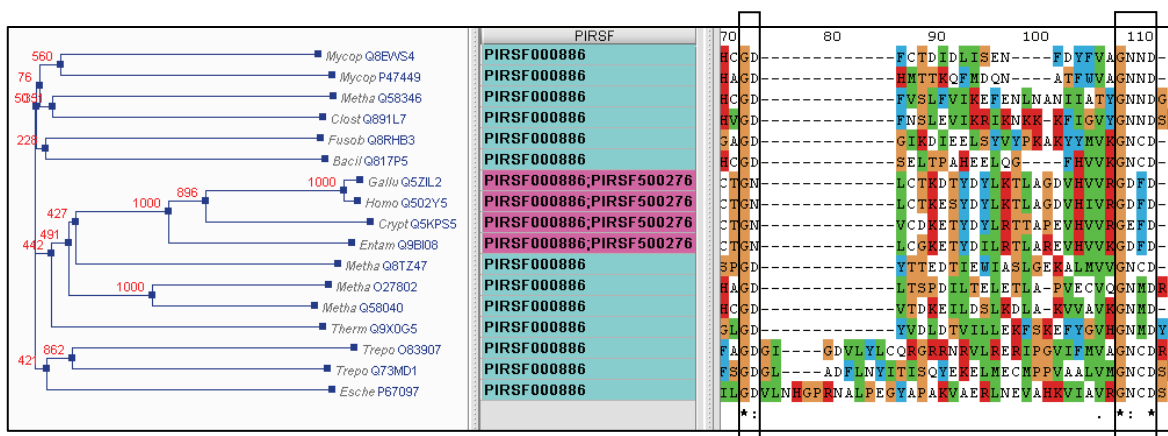 PIRSF
70 80 90 100 110
560 Mycop Q8EWS4 PIRSF000886 HCGD-------------FCTDIDLISEN----FDYFVAGNND-
76 Mycop P47449 PIRSF000886 HAGD-------------HMTTKQFMDQN----ATFWVAGNND-
Metha Q58346 PIRSF000886 HCGD-------------FVSLFVIKEFENLNANIIATYGNNDG
Clost Q891L7 PIRSF000886 HVGD-------------FNSLEVIKRIKNKK-KFIGVYGNNDS
228 Fusob Q8RHB3 PIRSF000886 GAGD-------------GIKDIEELSYVYPKAKYYMVKGNCD-
Bacil Q817P5 PIRSF000886 HCGD-------------SELTPAHEELQG----FHVVKGNCD-
896 1000 Gallu Q5ZIL2 PIRSF000886;PIRSF500276 CTGN-------------LCTKDTYDYLKTLAGDVHVVRGDFD-
1000 Homo Q502Y5 PIRSF000886;PIRSF500276 CTGN-------------LCTKESYDYLKTLAGDVHIVRGDFD-
427 Crypt Q5KPS5 PIRSF000886;PIRSF500276 CTGN-------------VCDKETYDYLRTTAPEVHVVRGEFD-
442 491 Entam Q9BI08 PIRSF000886;PIRSF500276 CTGN-------------LCGKETYDILRTLAREVHVVKGDFD-
Metha Q8TZ47 PIRSF000886 SPGD-------------YTTEDTIEWIASLGEKALMVVGNCD-
1000 Metha O27802 PIRSF000886 HAGD-------------LTSPDILTELETLA-PVECVQGNMDR
Metha Q58040 PIRSF000886 HCGD-------------VTDKEILDSLKDLA-KVVAVKGNMD-
Therm Q9X0G5 PIRSF000886 GLGD-------------YVDLDTVILLEKFSKEFYGVHGNMDY
862 Trepo O83907 PIRSF000886 FAGDGI----GDVLYLCQRGRRNRVLRERIPGVIFMVAGNCDR
421 Trepo Q73MD1 PIRSF000886 FSGDGL----ADFLNYITISQYEKELMECMPPVAALVMGNCDS
Esche P67097 PIRSF000886 ILGDVLNHGPRNALPEGYAPAKVAERLNEVAHKVIAVRGNCDS
*: . *: *